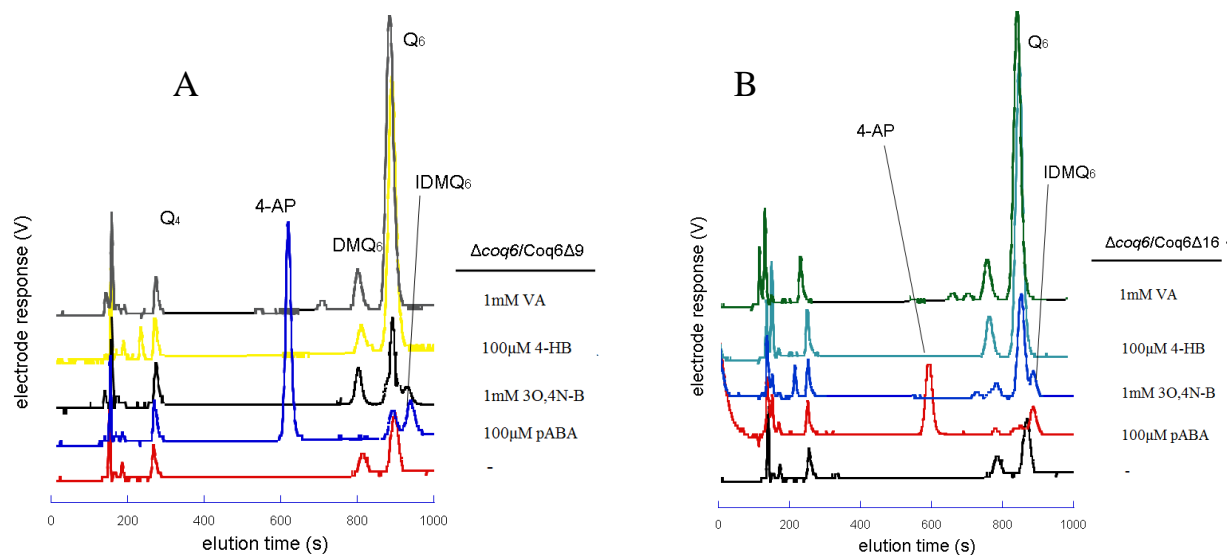 A
Q₆
IDMQ₆
4-AP
Q₄
DMQ₆
Δcoq6/Coq6Δ9
1mM VA
100μM 4-HB
1mM 3O,4N-B
100μM pABA
-
electrode response (V)
0 200 400 600 800 1000
elution time (s)
B
Q₆
4-AP
IDMQ₆
Δcoq6/Coq6Δ16
1mM VA
100μM 4-HB
1mM 3O,4N-B
100μM pABA
-
electrode response (V)
0 200 400 600 800 1000
elution time (s)